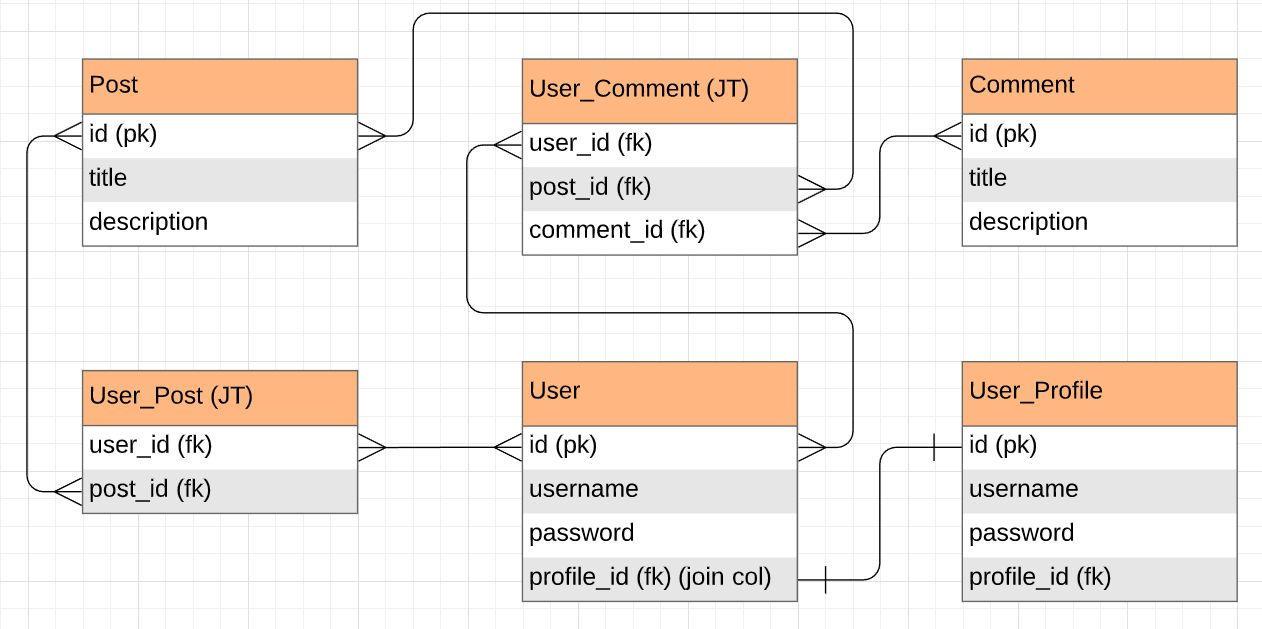 Post
id (pk)
title
description
User_Comment (JT)
user_id (fk)
post_id (fk)
comment_id (fk)
Comment
id (pk)
title
description
User_Post (JT)
user_id (fk)
post_id (fk)
User
id (pk)
username
password
profile_id (fk) (join col)
User_Profile
id (pk)
username
password
profile_id (fk)